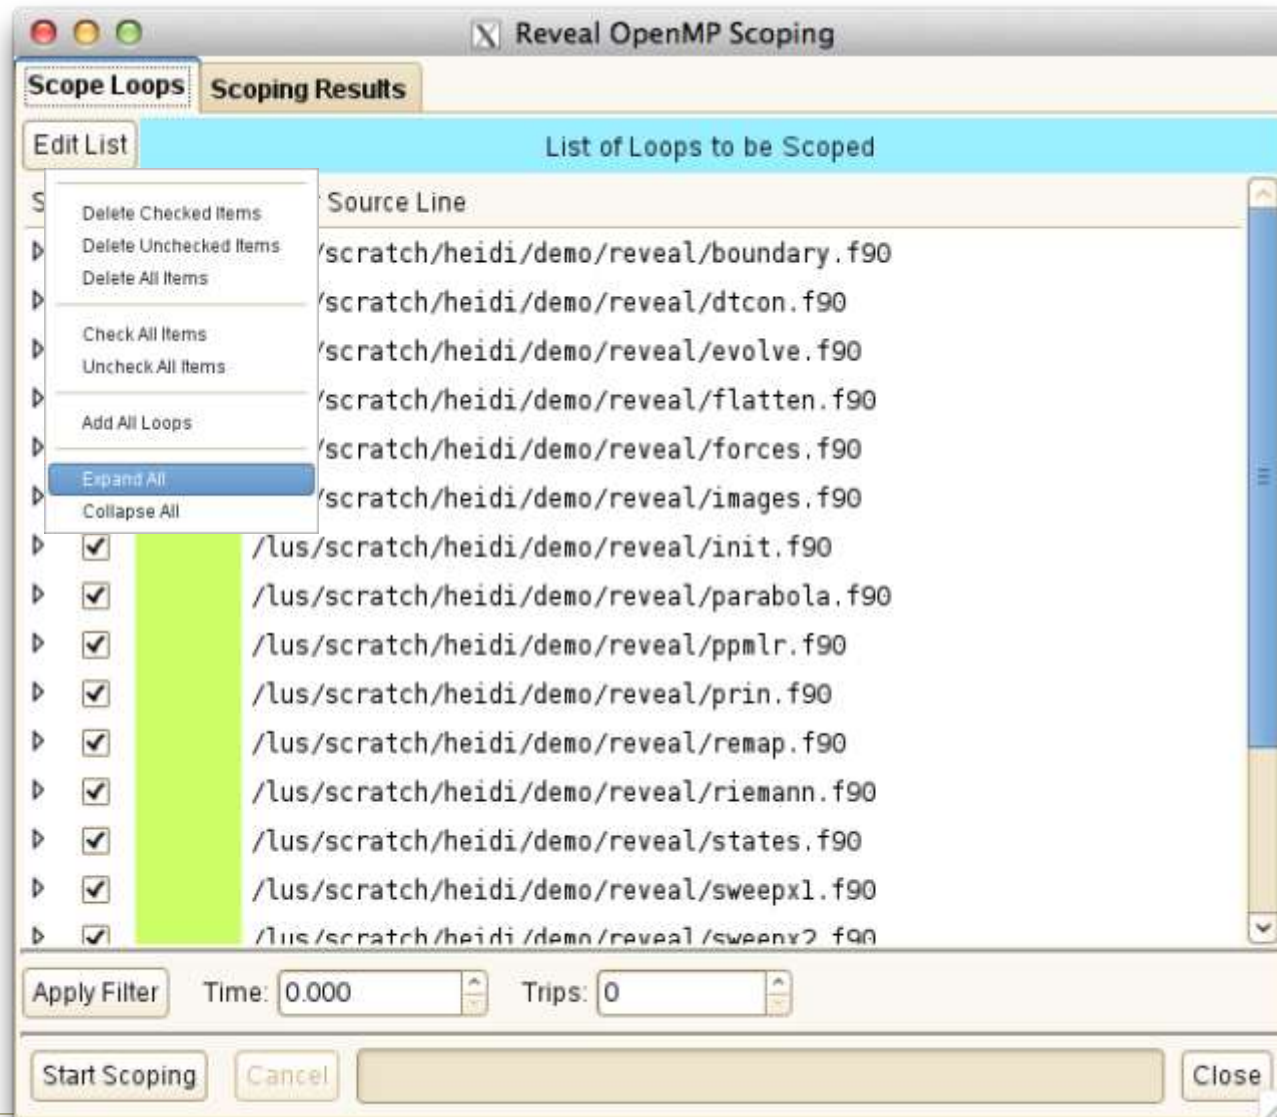 Reveal OpenMP Scoping
Scope Loops Scoping Results
Edit List List of Loops to be Scoped
S Source Line
Delete Checked Items
Delete Unchecked Items
Delete All Items
Check All Items
Uncheck All Items
Add All Loops
Expand All
Collapse All
/scratch/heidi/demo/reveal/boundary.f90
/scratch/heidi/demo/reveal/dtcon.f90
/scratch/heidi/demo/reveal/evolve.f90
/scratch/heidi/demo/reveal/flatten.f90
/scratch/heidi/demo/reveal/forces.f90
/scratch/heidi/demo/reveal/images.f90
/lus/scratch/heidi/demo/reveal/init.f90
/lus/scratch/heidi/demo/reveal/parabola.f90
/lus/scratch/heidi/demo/reveal/ppmlr.f90
/lus/scratch/heidi/demo/reveal/prin.f90
/lus/scratch/heidi/demo/reveal/remap.f90
/lus/scratch/heidi/demo/reveal/riemann.f90
/lus/scratch/heidi/demo/reveal/states.f90
/lus/scratch/heidi/demo/reveal/sweepx1.f90
/lus/scratch/heidi/demo/reveal/sweepx2.f90
Apply Filter Time: 0.000 Trips: 0
Start Scoping Cancel Close